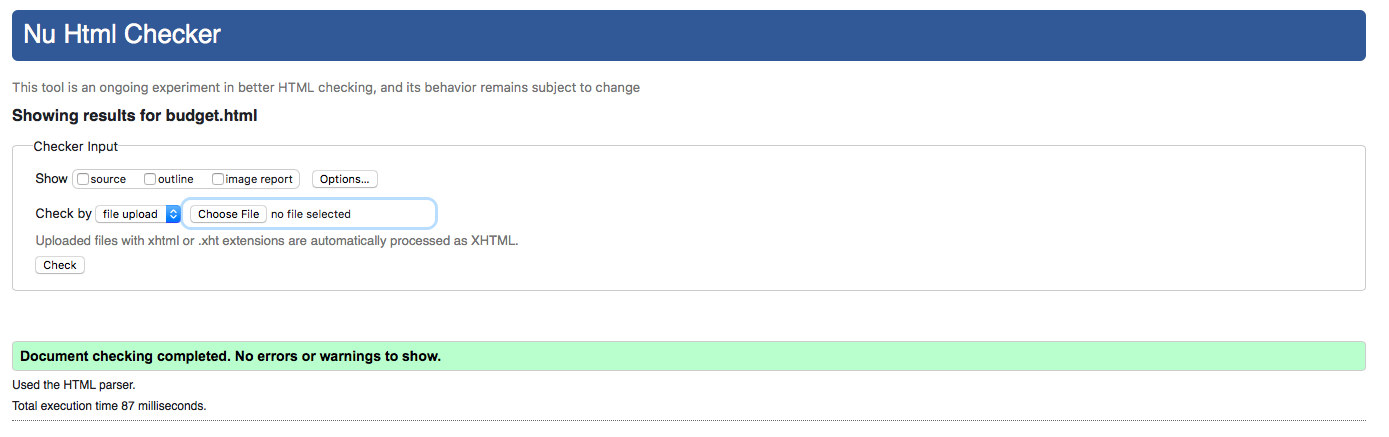 Nu Html Checker
This tool is an ongoing experiment in better HTML checking, and its behavior remains subject to change
Showing results for budget.html
Checker Input
Show source outline image report Options...
Check by file upload Choose File no file selected
Uploaded files with xhtml or .xht extensions are automatically processed as XHTML.
Check
Document checking completed. No errors or warnings to show.
Used the HTML parser.
Total execution time 87 milliseconds.